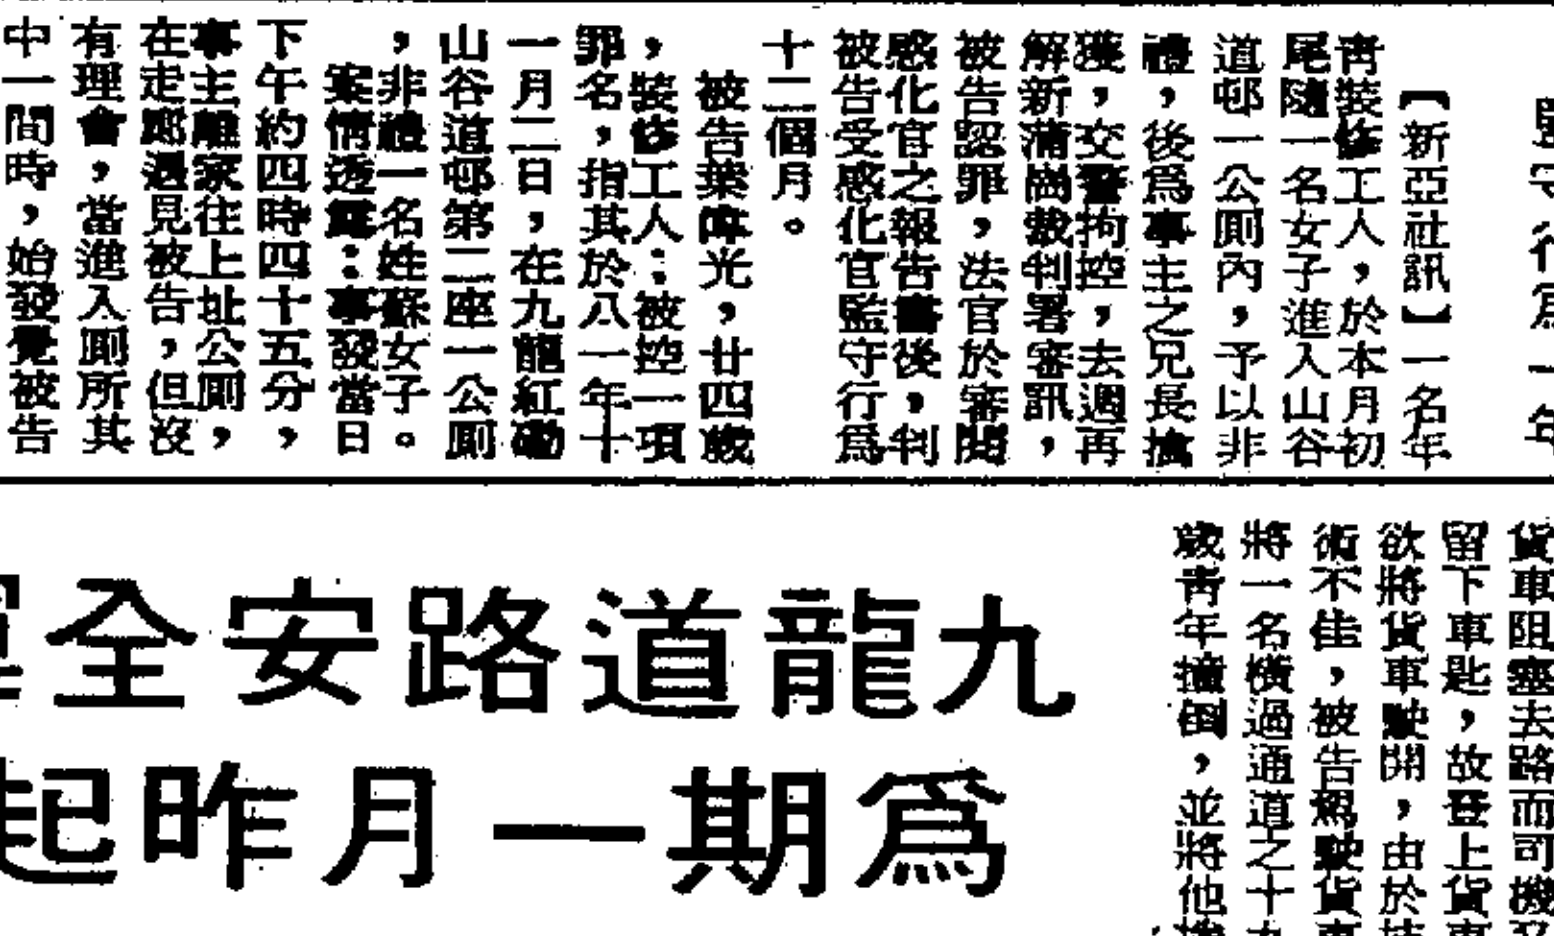 【新亞社訊】一名年
靑裝修工人，於本月初
尾隨一名女子進入山谷
道邨一公厠內，予以非
禮，後爲事主之兄長擒
獲，交警拘控，去週再
解新蒲崗裁判署審訊，
被告認罪，法官於審閱
感化官之報告書後，判
被告受感化官監守行爲
十二個月。
被告葉偉光，廿四歲
，裝修工人；被控一項
罪名，指其於八一年十
一月二日，在九龍紅磡
山谷道邨第二座一公厠
，非禮一名姓蘇女子。
案情透露：事發當日
下午約四時四十五分，
事主離家往上址公厠，
在走廊遇見被告，但沒
有理會，當進入厠所其
中一間時，始發覺被告
守行爲一年
貨車阻塞去路而司機又
留下車匙，故登上貨車
欲將貨車駛開，由於技
術不佳，被告駕駛貨車
將一名橫過通道之十九
歲靑年撞倒，並將他
九龍道路安全
爲期一月昨起